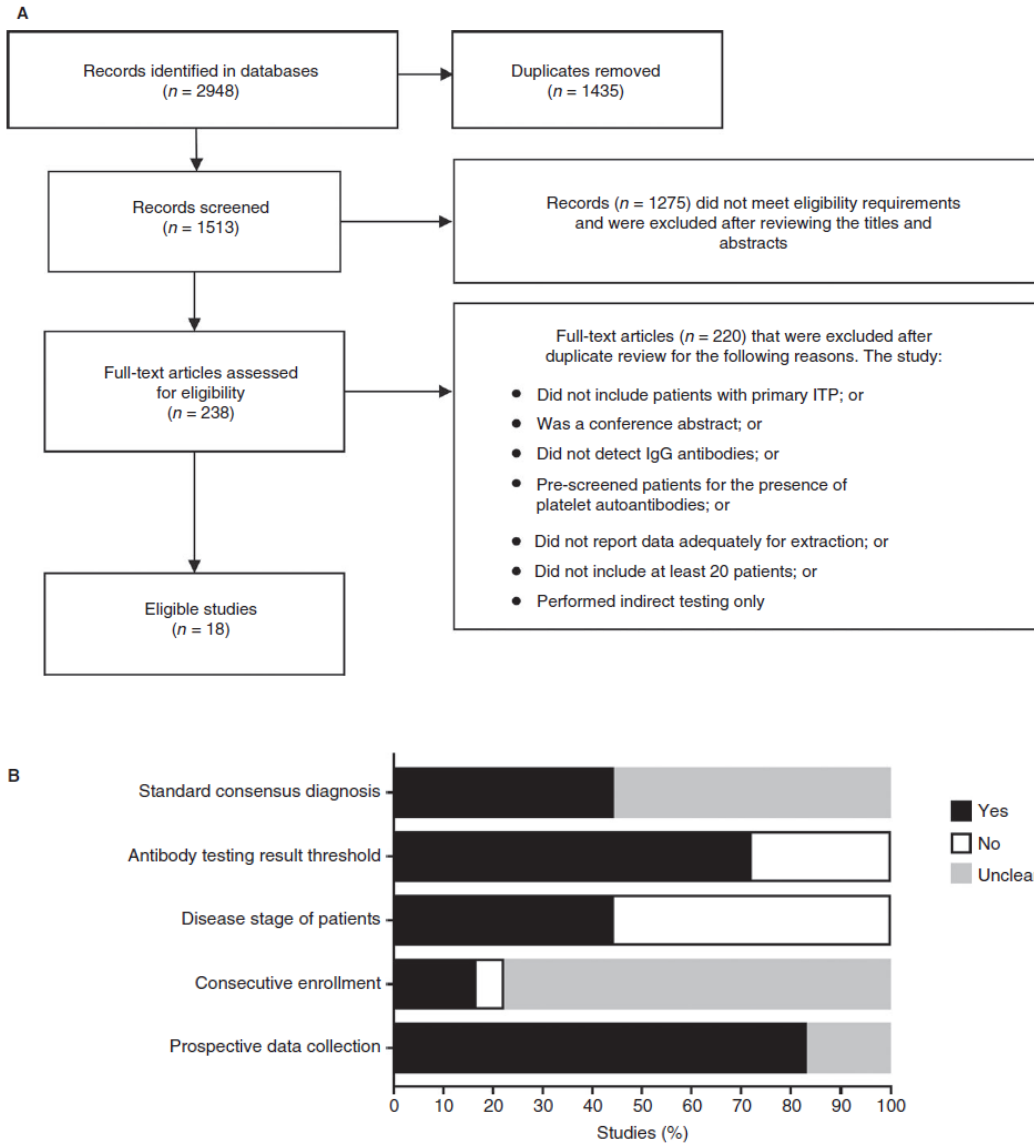 A
Records identified in databases
(n = 2948)
Duplicates removed
(n = 1435)
Records screened
(n = 1513)
Records (n = 1275) did not meet eligibility requirements
and were excluded after reviewing the titles and
abstracts
Full-text articles assessed
for eligibility
(n = 238)
Full-text articles (n = 220) that were excluded after
duplicate review for the following reasons. The study:
● Did not include patients with primary ITP; or
● Was a conference abstract; or
● Did not detect IgG antibodies; or
● Pre-screened patients for the presence of
platelet autoantibodies; or
● Did not report data adequately for extraction; or
● Did not include at least 20 patients; or
● Performed indirect testing only
Eligible studies
(n = 18)
B
Standard consensus diagnosis
Antibody testing result threshold
Disease stage of patients
Consecutive enrollment
Prospective data collection
0 10 20 30 40 50 60 70 80 90 100
Studies (%)
Yes
No
Unclear